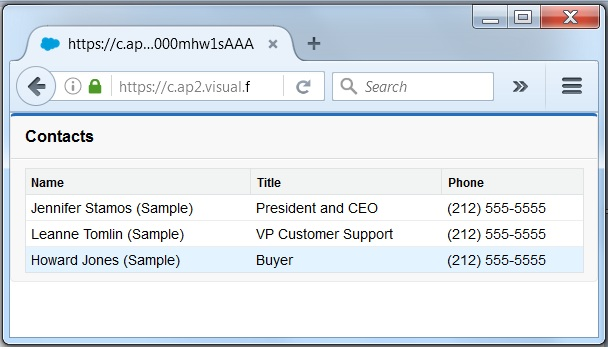 https://c.ap...000mhw1sAAA
https://c.ap2.visual.f
Search
Contacts
Name Title Phone
Jennifer Stamos (Sample) President and CEO (212) 555-5555
Leanne Tomlin (Sample) VP Customer Support (212) 555-5555
Howard Jones (Sample) Buyer (212) 555-5555